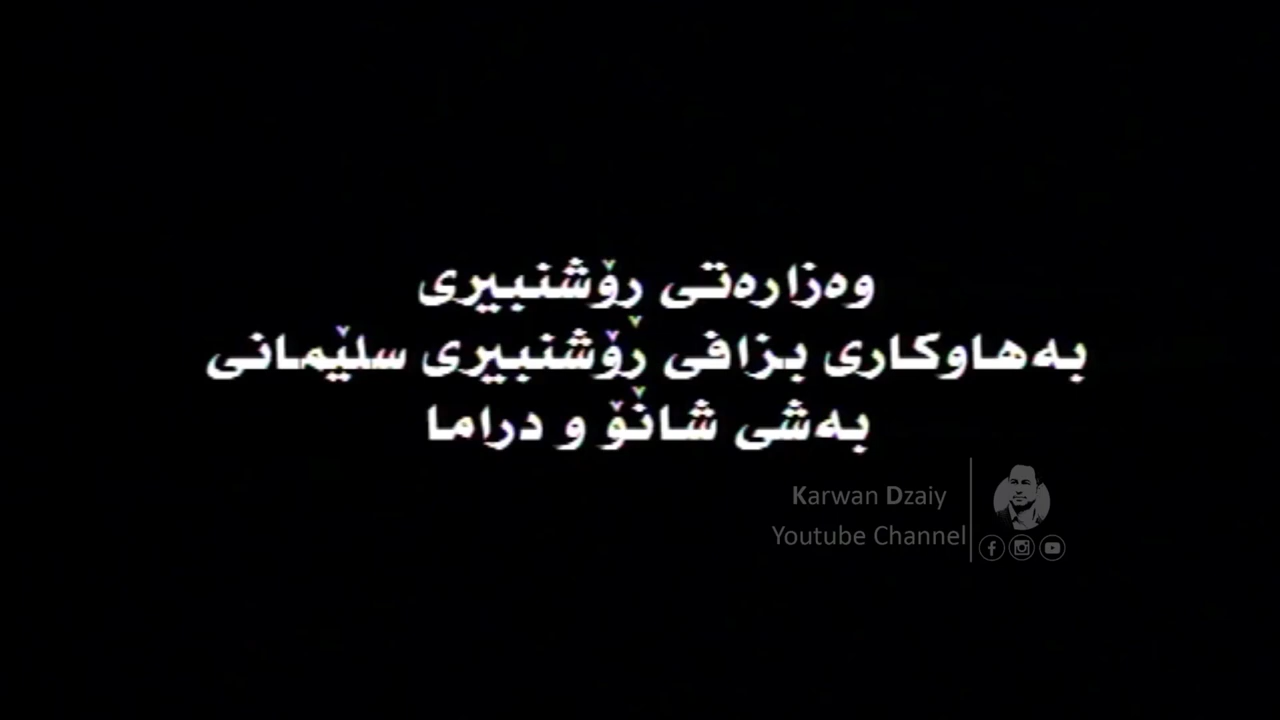 وەزارەتی ڕۆشنبیری
بەهاوکاری بزافی ڕۆشنبیری سلێمانی
بەشی شانۆ و دراما
Karwan Dzaiy
Youtube Channel